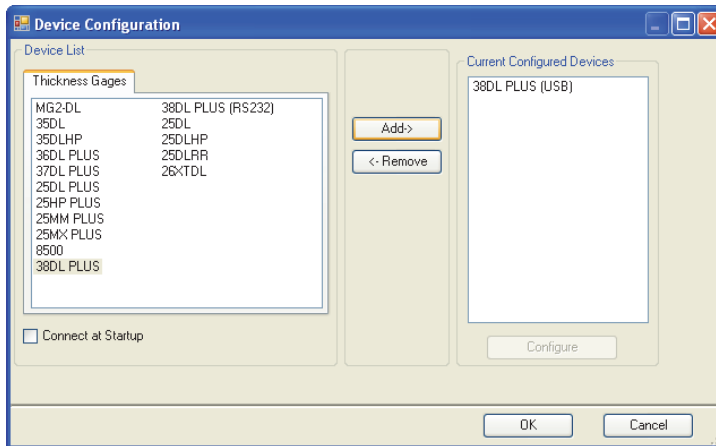 Device Configuration
Device List
Thickness Gages
MG2-DL
35DL
35DLHP
36DL PLUS
37DL PLUS
25DL PLUS
25HP PLUS
25MM PLUS
25MX PLUS
8500
38DL PLUS
38DL PLUS (RS232)
25DL
25DLHP
25DLRR
26XTDL
Connect at Startup
Add->
<- Remove
Current Configured Devices
38DL PLUS (USB)
Configure
OK
Cancel